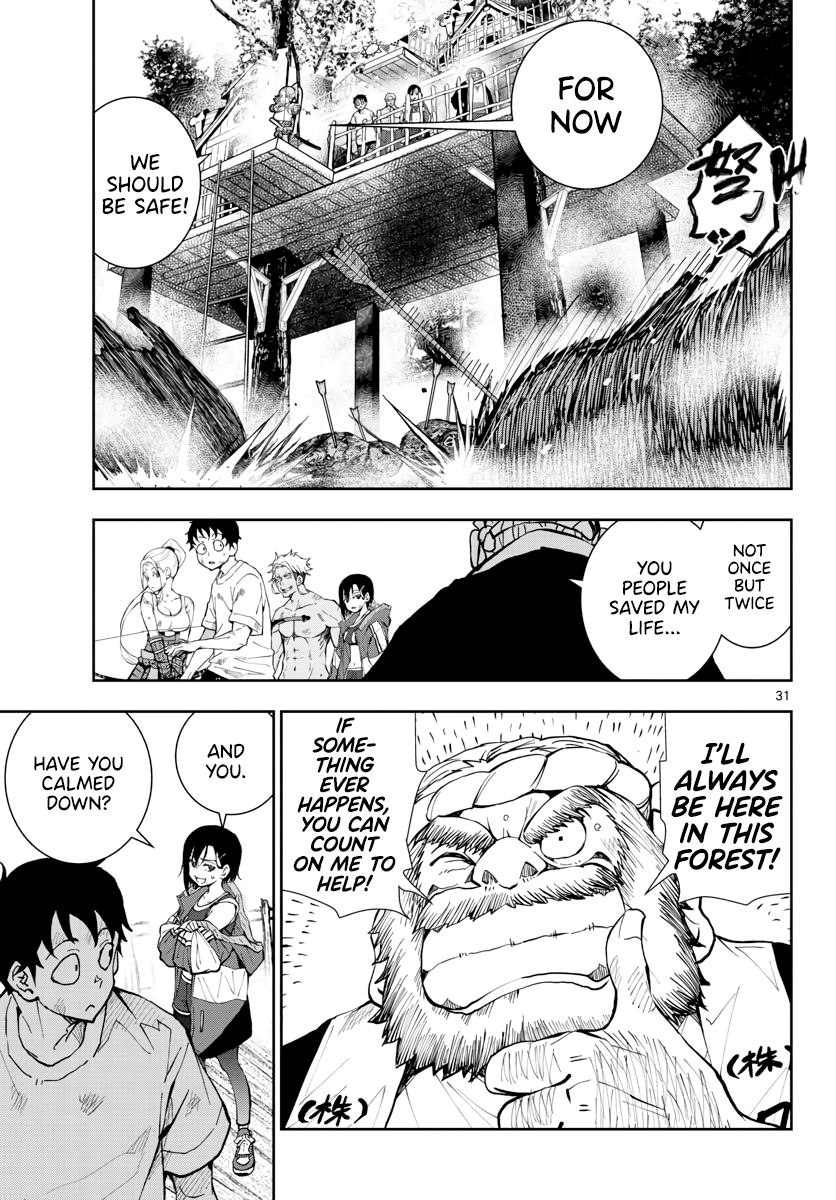 FOR
NOW
WE
SHOULD
BE SAFE!
NOT
ONCE
BUT
TWICE
YOU
PEOPLE
SAVED MY
LIFE...
31
I'LL
ALWAYS
BE HERE
IN THIS
FOREST!
IF
SOME-
THING
EVER
HAPPENS,
YOU CAN
COUNT
ON ME TO
HELP!
(株)
(株)
AND
YOU.
HAVE YOU
CALMED
DOWN?